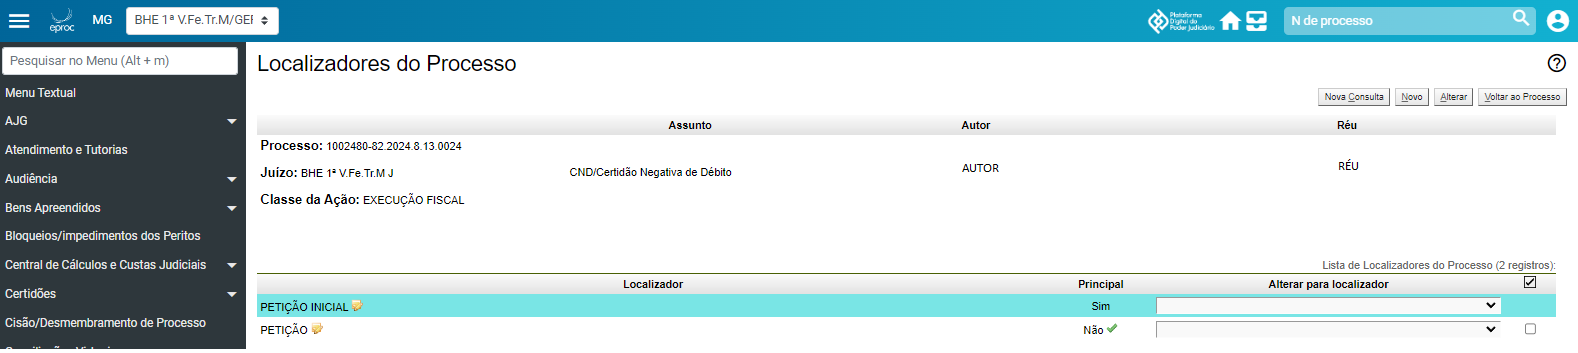 eproc MG BHE 1ª V.Fe.Tr.M/GEF Plataforma Digital do Poder Judiciário N de processo
Pesquisar no Menu (Alt + m)
Localizadores do Processo
Menu Textual
Nova Consulta Novo Alterar Voltar ao Processo
AJG
Assunto Autor Réu
Atendimento e Tutorias
Processo: 1002480-82.2024.8.13.0024
Audiência
Juízo: BHE 1ª V.Fe.Tr.M J CND/Certidão Negativa de Débito AUTOR RÉU
Bens Apreendidos
Classe da Ação: EXECUÇÃO FISCAL
Bloqueios/impedimentos dos Peritos
Central de Cálculos e Custas Judiciais
Lista de Localizadores do Processo (2 registros):
Localizador Principal Alterar para localizador
Certidões
PETIÇÃO INICIAL Sim
Cisão/Desmembramento de Processo
PETIÇÃO Não